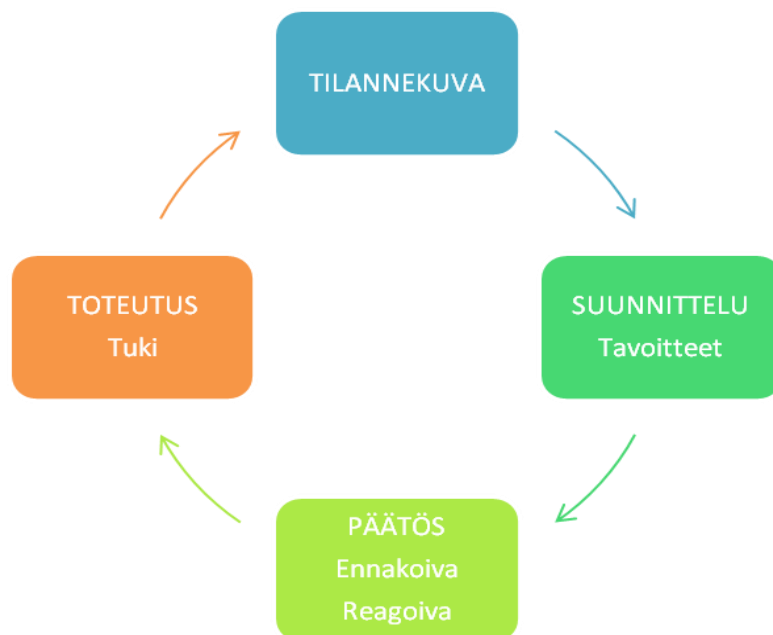 TILANNEKUVA
SUUNNITTELU
Tavoitteet
PÄÄTÖS
Ennakoiva
Reagoiva
TOTEUTUS
Tuki